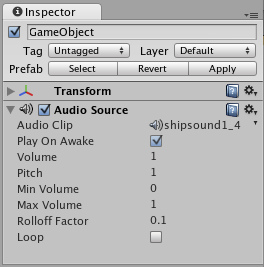 Inspector
GameObject
Tag Untagged Layer Default
Prefab Select Revert Apply
Transform
Audio Source
Audio Clip shipsound1_4
Play On Awake
Volume 1
Pitch 1
Min Volume 0
Max Volume 1
Rolloff Factor 0.1
Loop